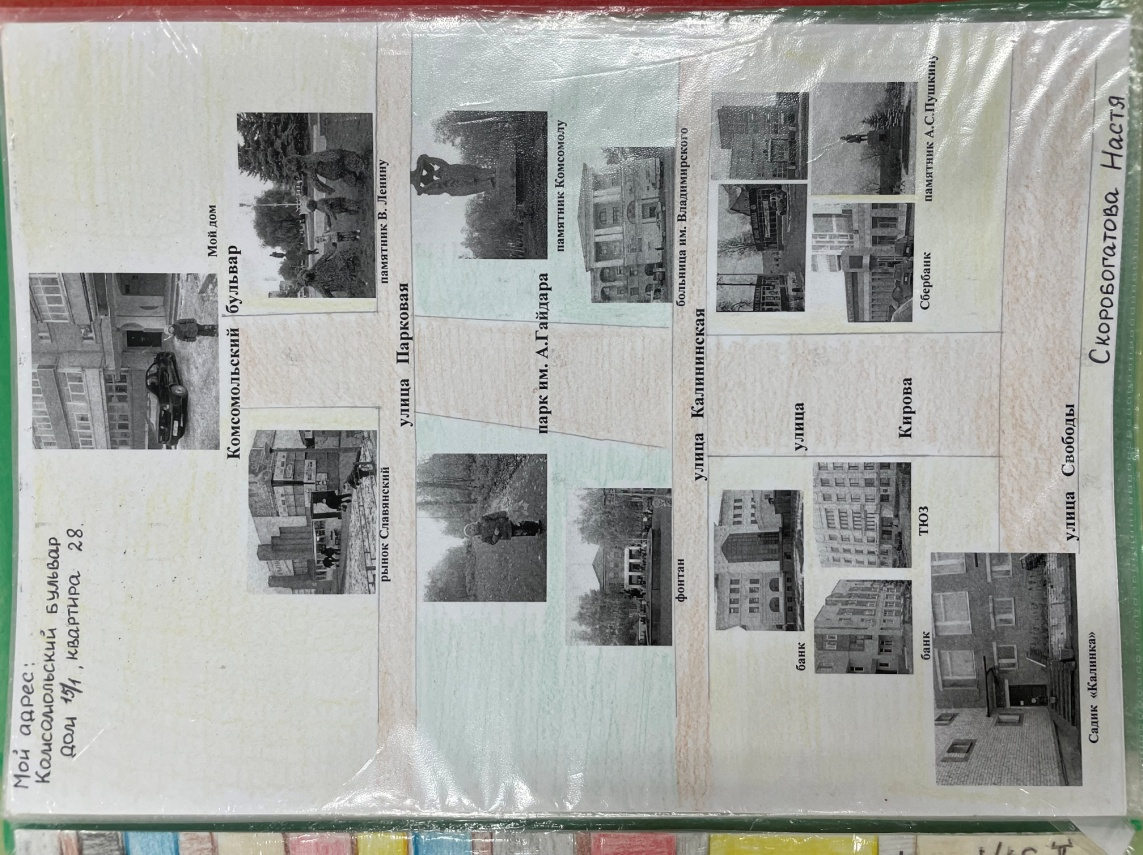 Мой адрес:
Комсомольский Бульвар
дом 15/1, квартира 28.
Мой дом
Комсомольский бульвар
рынок Славянский
памятник В. Ленину
улица Парковая
парк им. А.Гайдара
памятник Комсомолу
фонтан
больница им. Владимирского
улица Калининская
банк
улица
Кирова
банк
ТЮЗ
Сбербанк
памятник А.С.Пушкину
улица Свободы
Садик «Калинка»
Скоробогатова Настя